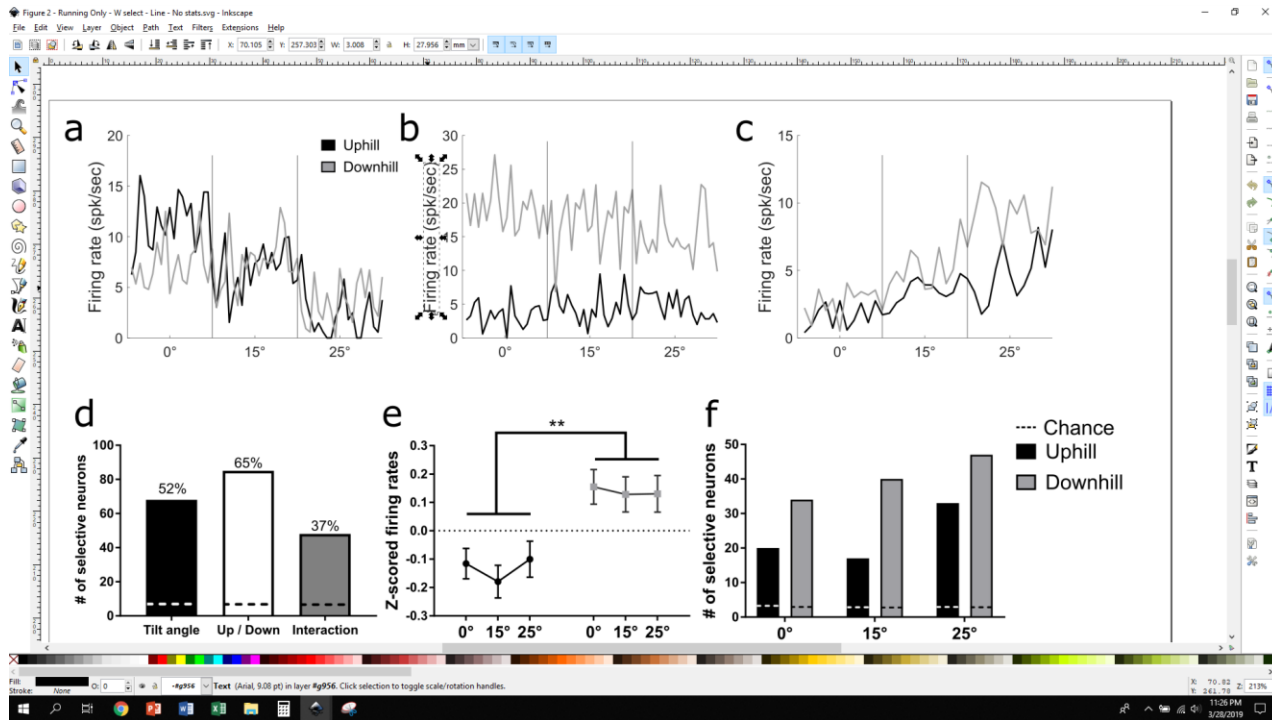 Figure 2 - Running Only - W select - Line - No stats.svg - Inkscape
File Edit View Layer Object Path Text Filters Extensions Help
X: 70.105 Y: 257.303 W: 3.008 H: 27.956 mm
a
20
15
10
5
0
Firing rate (spk/sec)
0° 15° 25°
Uphill
Downhill
b
30
25
20
15
10
5
0
Firing rate (spk/sec)
0° 15° 25°
c
15
10
5
0
Firing rate (spk/sec)
0° 15° 25°
d
100
80
60
40
20
0
# of selective neurons
52%
65%
37%
Tilt angle Up / Down Interaction
e
0.3
0.2
0.1
0.0
-0.1
-0.2
-0.3
Z-scored firing rates
**
0° 15° 25° 0° 15° 25°
f
50
40
30
20
10
0
# of selective neurons
0° 15° 25°
Chance
Uphill
Downhill
Fill:
Stroke: None
O: 0
-#g956
Text (Arial, 9.08 pt) in layer #g956. Click selection to toggle scale/rotation handles.
X: 70.82
Y: 261.78
Z: 213%
11:26 PM
3/28/2019